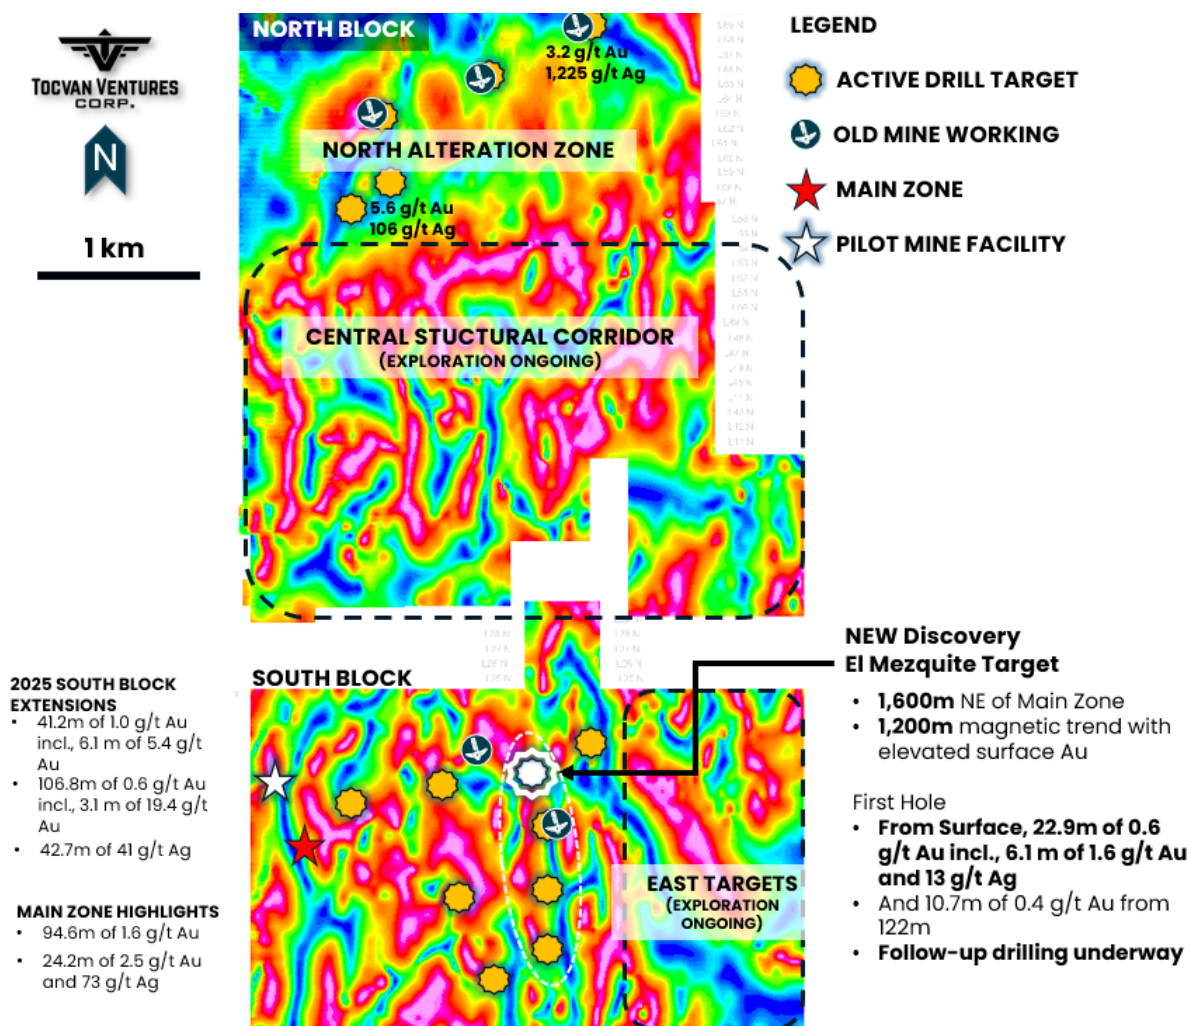 TOCVAN VENTURES
CORP.
N
1 km
NORTH BLOCK
3.2 g/t Au
1,225 g/t Ag
NORTH ALTERATION ZONE
5.6 g/t Au
106 g/t Ag
CENTRAL STUCTURAL CORRIDOR
(EXPLORATION ONGOING)
LEGEND
ACTIVE DRILL TARGET
OLD MINE WORKING
MAIN ZONE
PILOT MINE FACILITY
SOUTH BLOCK
EAST TARGETS
(EXPLORATION
ONGOING)
2025 SOUTH BLOCK
EXTENSIONS
• 41.2m of 1.0 g/t Au
incl., 6.1 m of 5.4 g/t
Au
• 106.8m of 0.6 g/t Au
incl., 3.1 m of 19.4 g/t
Au
• 42.7m of 41 g/t Ag
MAIN ZONE HIGHLIGHTS
• 94.6m of 1.6 g/t Au
• 24.2m of 2.5 g/t Au
and 73 g/t Ag
NEW Discovery
El Mezquite Target
• 1,600m NE of Main Zone
• 1,200m magnetic trend with
elevated surface Au
First Hole
• From Surface, 22.9m of 0.6
g/t Au incl., 6.1 m of 1.6 g/t Au
and 13 g/t Ag
• And 10.7m of 0.4 g/t Au from
122m
• Follow-up drilling underway